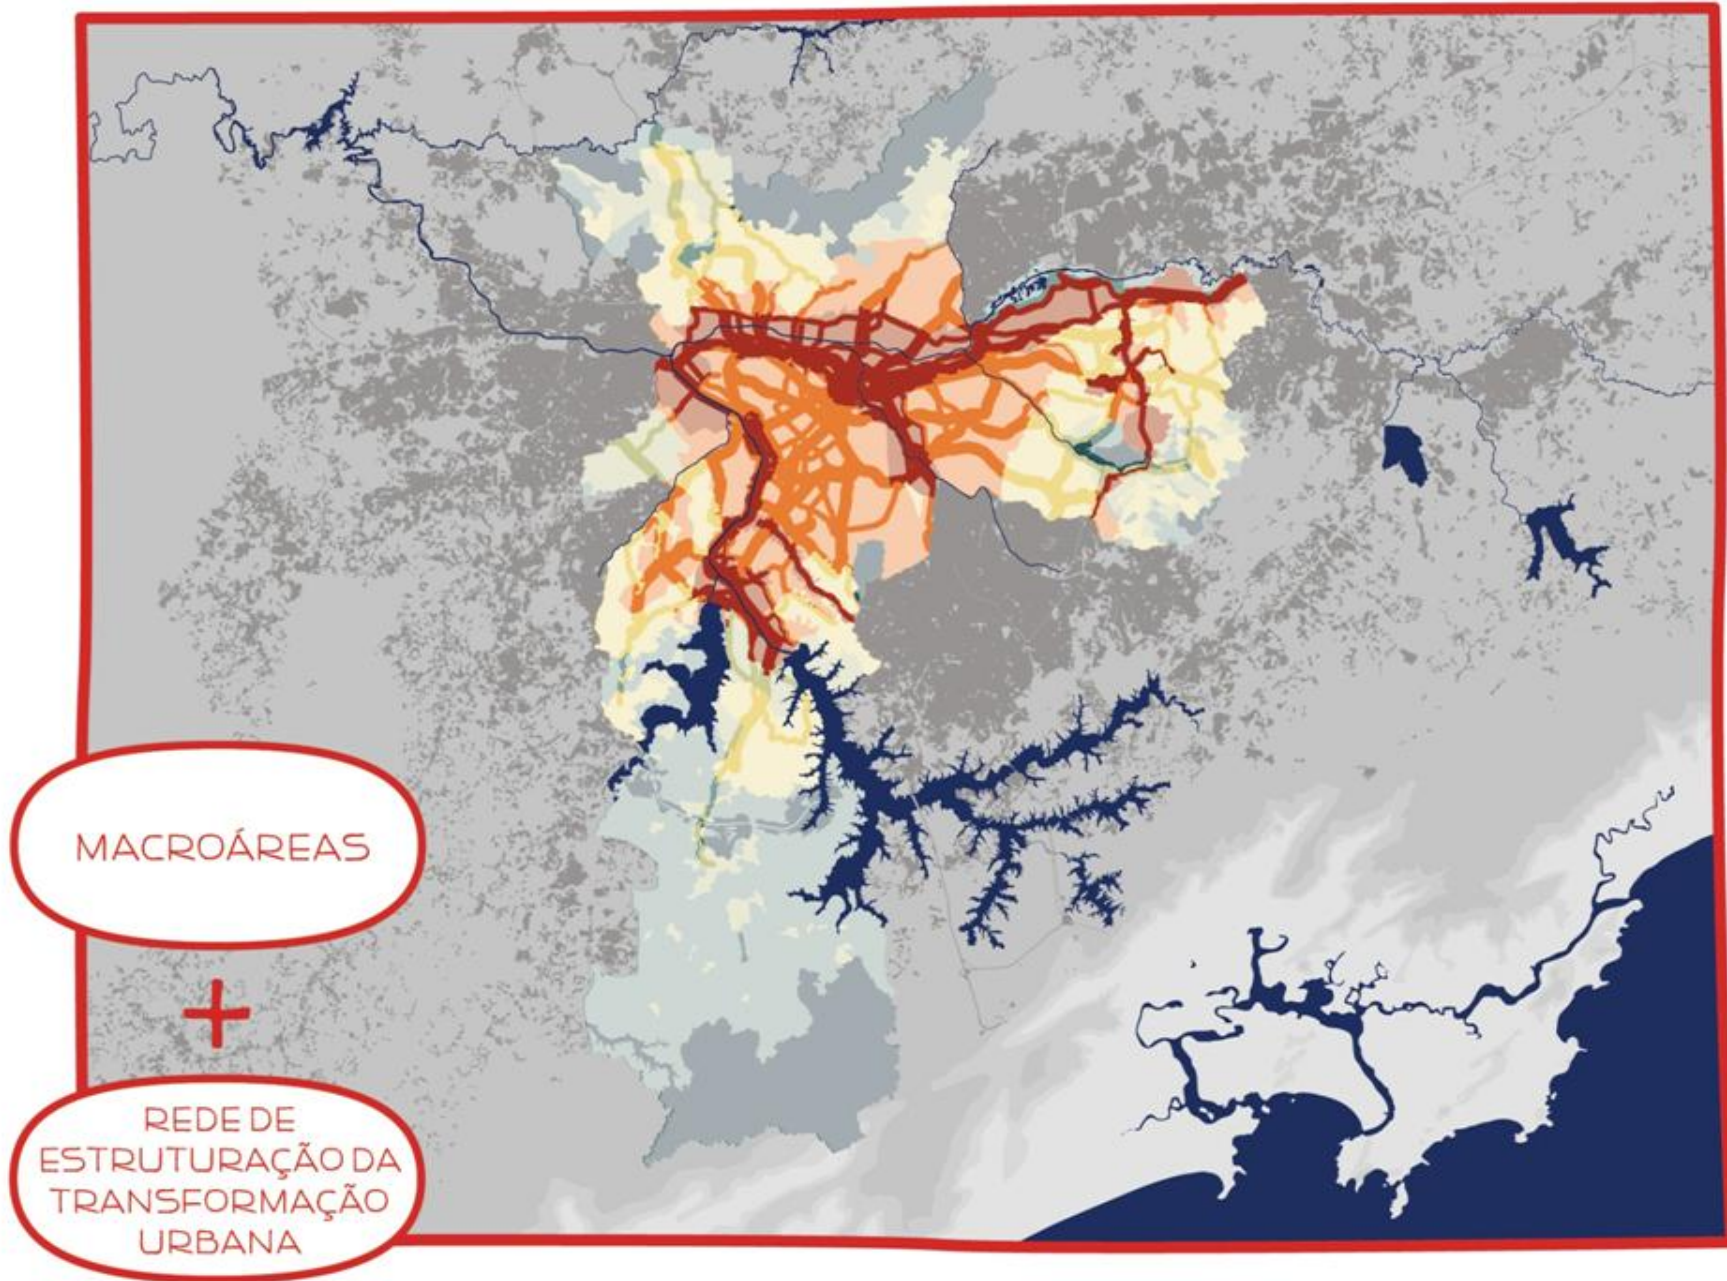 MACROÁREAS
+
REDE DE
ESTRUTURAÇÃO DA
TRANSFORMAÇÃO
URBANA